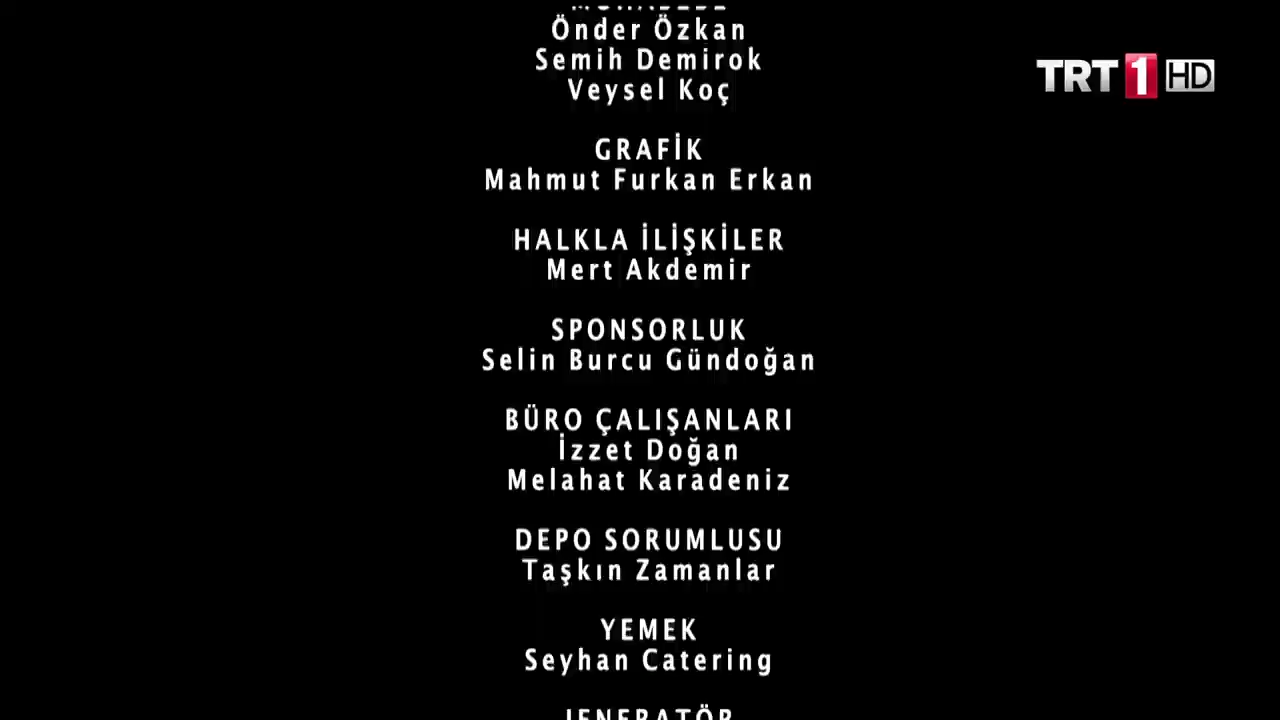 Önder Özkan
Semih Demirok
Veysel Koç
TRT 1 HD
GRAFİK
Mahmut Furkan Erkan
HALKLA İLİŞKİLER
Mert Akdemir
SPONSORLUK
Selin Burcu Gündoğan
BÜRO ÇALIŞANLARI
İzzet Doğan
Melahat Karadeniz
DEPO SORUMLUSU
Taşkın Zamanlar
YEMEK
Seyhan Catering
JENERATÖR